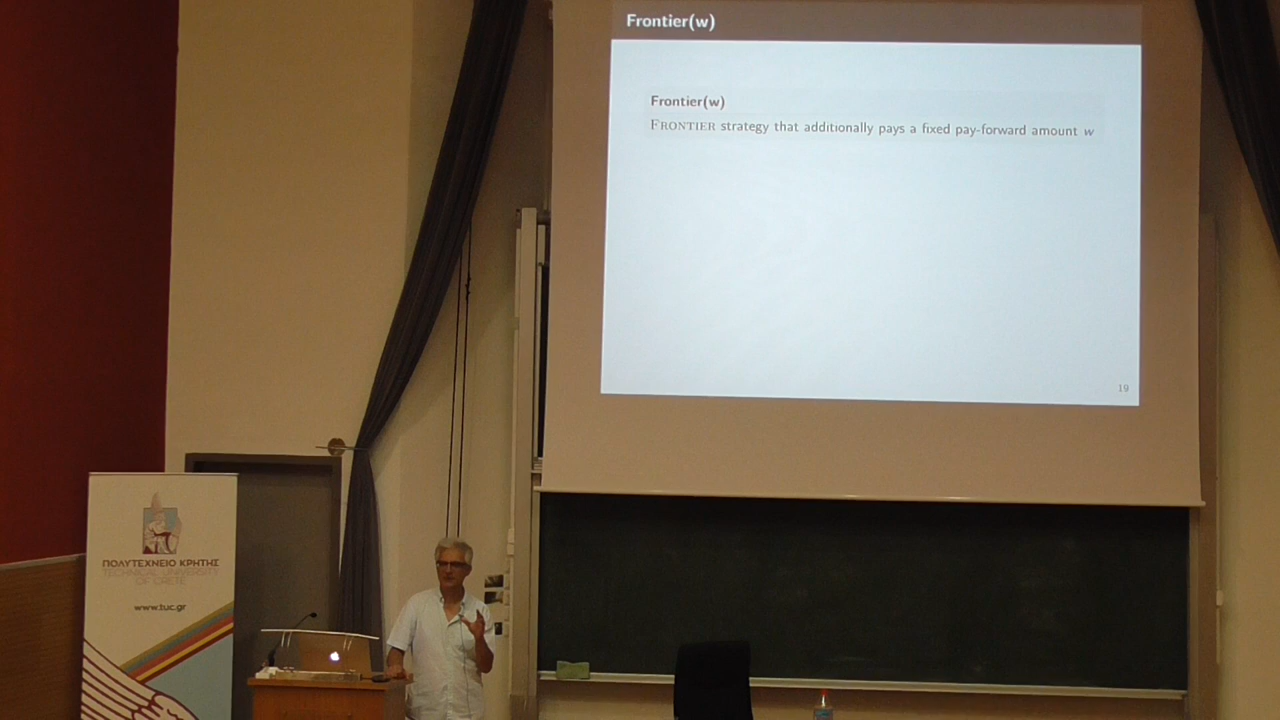 Frontier(w)
Frontier(w)
FRONTIER strategy that additionally pays a fixed pay-forward amount w
19
ΠΟΛΥΤΕΧΝΕΙΟ ΚΡΗΤΗΣ
TECHNICAL UNIVERSITY
OF CRETE
www.tuc.gr